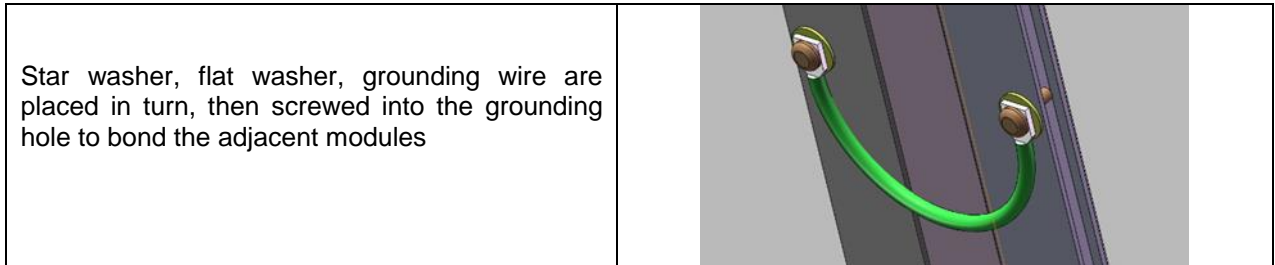 Star washer, flat washer, grounding wire are
placed in turn, then screwed into the grounding
hole to bond the adjacent modules